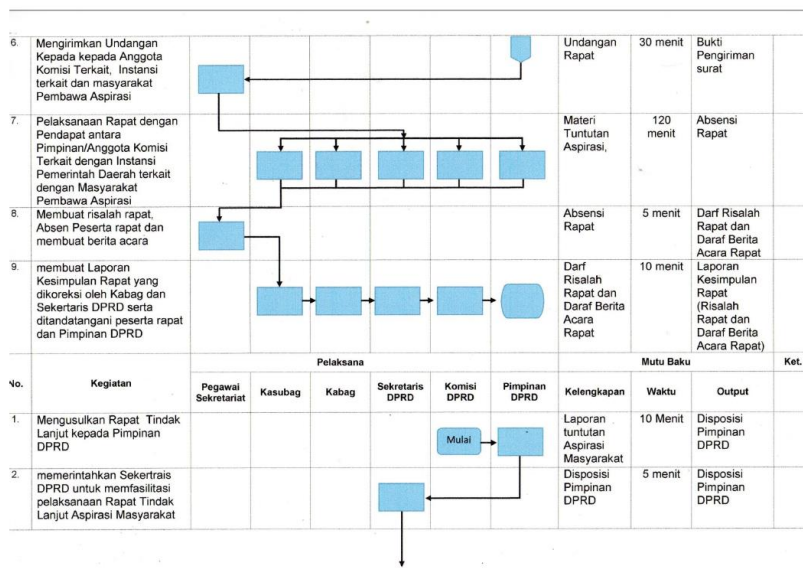 6.
Mengirimkan Undangan
Kepada kepada Anggota
Komisi Terkait, Instansi
terkait dan masyarakat
Pembawa Aspirasi
Undangan
Rapat
30 menit
Bukti
Pengiriman
surat
7.
Pelaksanaan Rapat dengan
Pendapat antara
Pimpinan/Anggota Komisi
Terkait dengan Instansi
Pemerintah Daerah terkait
dengan Masyarakat
Pembawa Aspirasi
Materi
Tuntutan
Aspirasi,
120
menit
Absensi
Rapat
8.
Membuat risalah rapat,
Absen Peserta rapat dan
membuat berita acara
Absensi
Rapat
5 menit
Darf Risalah
Rapat dan
Daraf Berita
Acara Rapat
9.
membuat Laporan
Kesimpulan Rapat yang
dikoreksi oleh Kabag dan
Sekertaris DPRD serta
ditandatangani peserta rapat
dan Pimpinan DPRD
Darf
Risalah
Rapat dan
Daraf Berita
Acara
Rapat
10 menit
Laporan
Kesimpulan
Rapat
(Risalah
Rapat dan
Daraf Berita
Acara Rapat)
No.
Kegiatan
Pelaksana
Mutu Baku
Ket.
Pegawai
Sekretariat
Kasubag
Kabag
Sekretaris
DPRD
Komisi
DPRD
Pimpinan
DPRD
Kelengkapan
Waktu
Output
1.
Mengusulkan Rapat Tindak
Lanjut kepada Pimpinan
DPRD
Mulai
Laporan
tuntutan
Aspirasi
Masyarakat
10 Menit
Disposisi
Pimpinan
DPRD
2.
memerintahkan Sekertrais
DPRD untuk memfasilitasi
pelaksanaan Rapat Tindak
Lanjut Aspirasi Masyarakat
Disposisi
Pimpinan
DPRD
5 menit
Disposisi
Pimpinan
DPRD